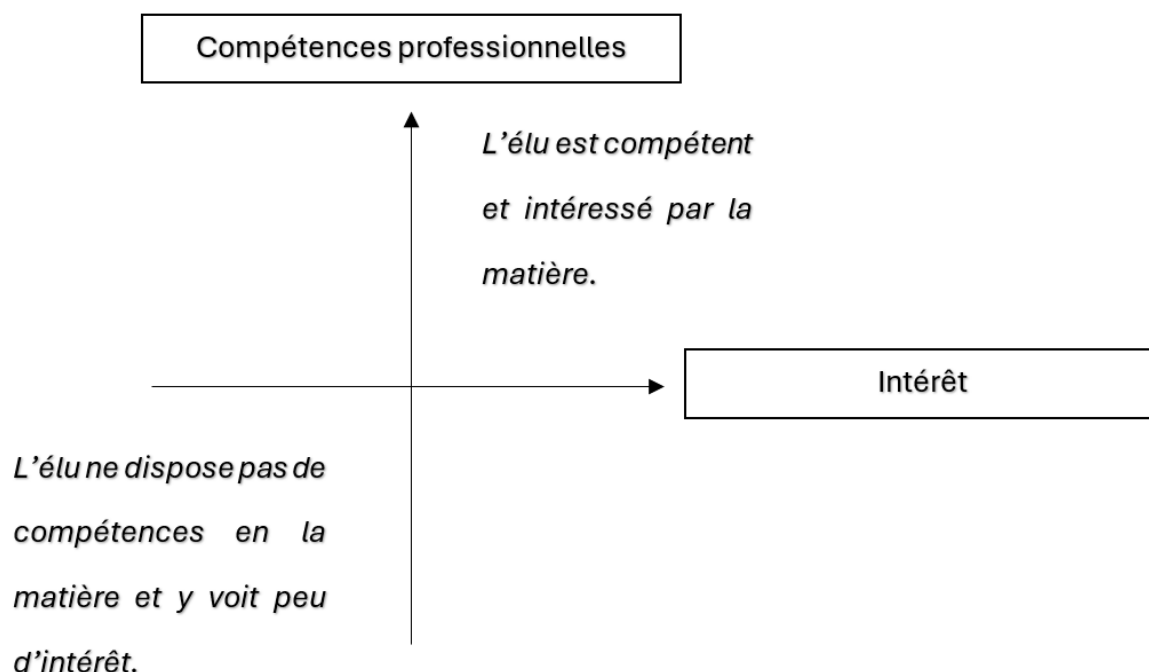 Compétences professionnelles
L’élu est compétent
et intéressé par la
matière.
Intérêt
L’élu ne dispose pas de
compétences en la
matière et y voit peu
d’intérêt.